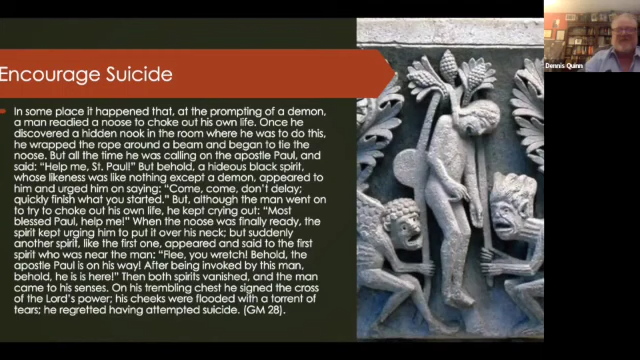 Encourage Suicide
In some place it happened that, at the prompting of a demon,
a man readied a noose to choke out his own life. Once he
discovered a hidden nook in the room where he was to do this,
he wrapped the rope around a beam and began to tie the
noose. But all the time he was calling on the apostle Paul, and
said: "Help me, St. Paul!" But behold, a hideous black spirit,
whose likeness was like nothing except a demon, appeared to
him and urged him on saying: "Come, come, don't delay;
quickly finish what you started." But, although the man went on
to try to choke out his own life, he kept crying out: "Most
blessed Paul, help me!" When the noose was finally ready, the
spirit kept urging him to put it over his neck; but suddenly
another spirit, like the first one, appeared and said to the first
spirit who was near the man: "Flee, you wretch! Behold, the
apostle Paul is on his way! After being invoked by this man,
behold, he is is here!" Then both spirits vanished, and the man
came to his senses. On his trembling chest he signed the cross
of the Lord's power; his cheeks were flooded with a torrent of
tears; he regretted having attempted suicide. (GM 28).
Dennis Quinn